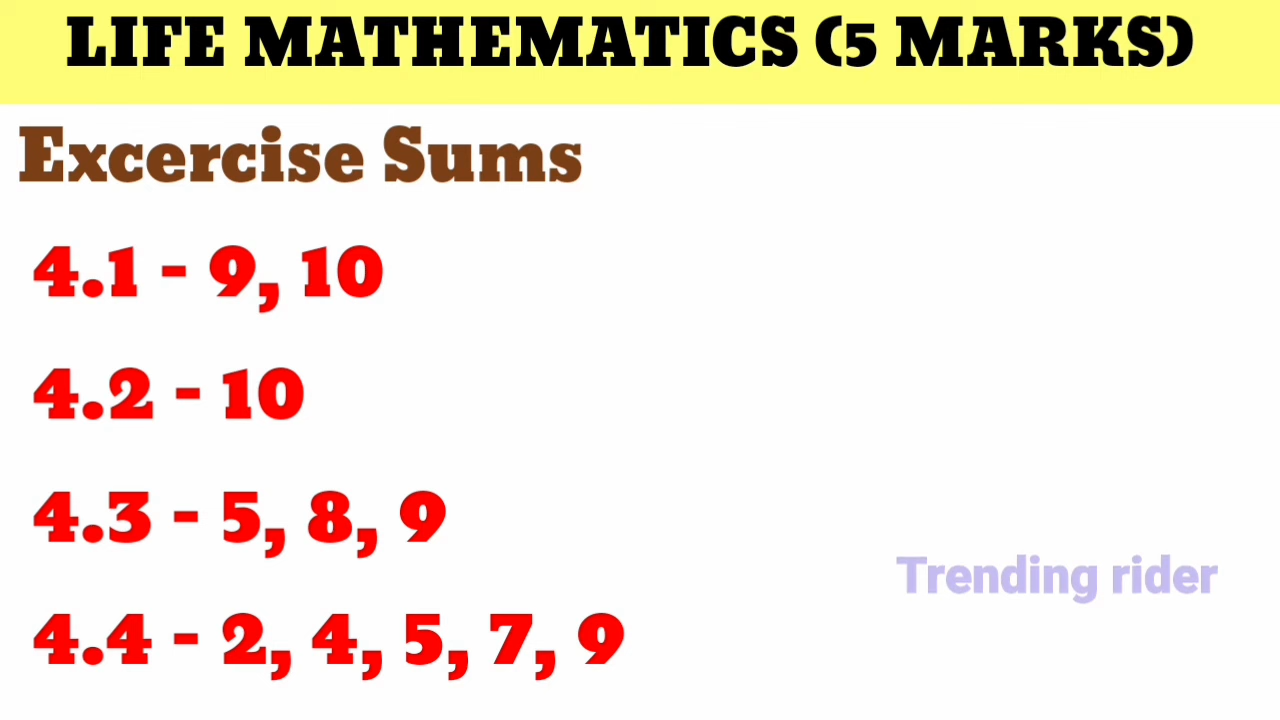 LIFE MATHEMATICS (5 MARKS)
Excercise Sums
4.1 - 9, 10
4.2 - 10
4.3 - 5, 8, 9
Trending rider
4.4 - 2, 4, 5, 7, 9